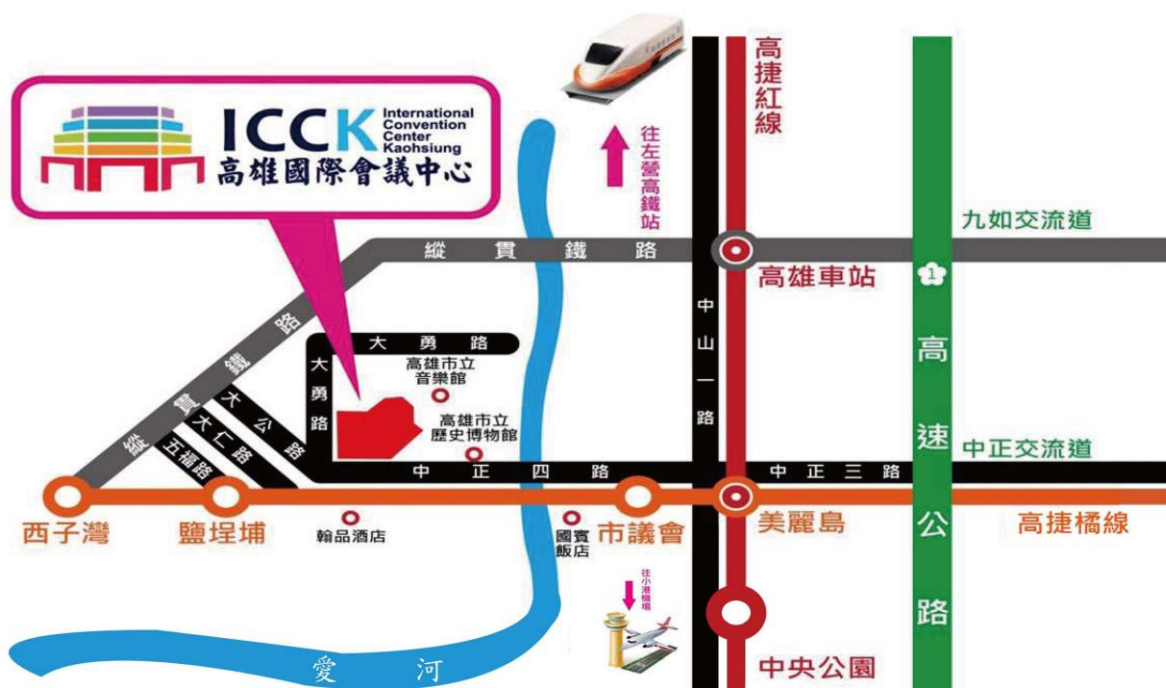 ICCK
International
Convention
Center
Kaohsiung
高雄國際會議中心
往左營高鐵站
高捷紅線
九如交流道
縱貫鐵路
高雄車站
1
高速公路
中山一路
縱貫鐵路
大勇路
大勇路
高雄市立
音樂館
高雄市立
歷史博物館
大公路
大仁路
五福路
中正四路
中正三路
中正交流道
西子灣
鹽埕埔
翰品酒店
國賓
飯店
市議會
美麗島
高捷橘線
往小港機場
中央公園
愛河